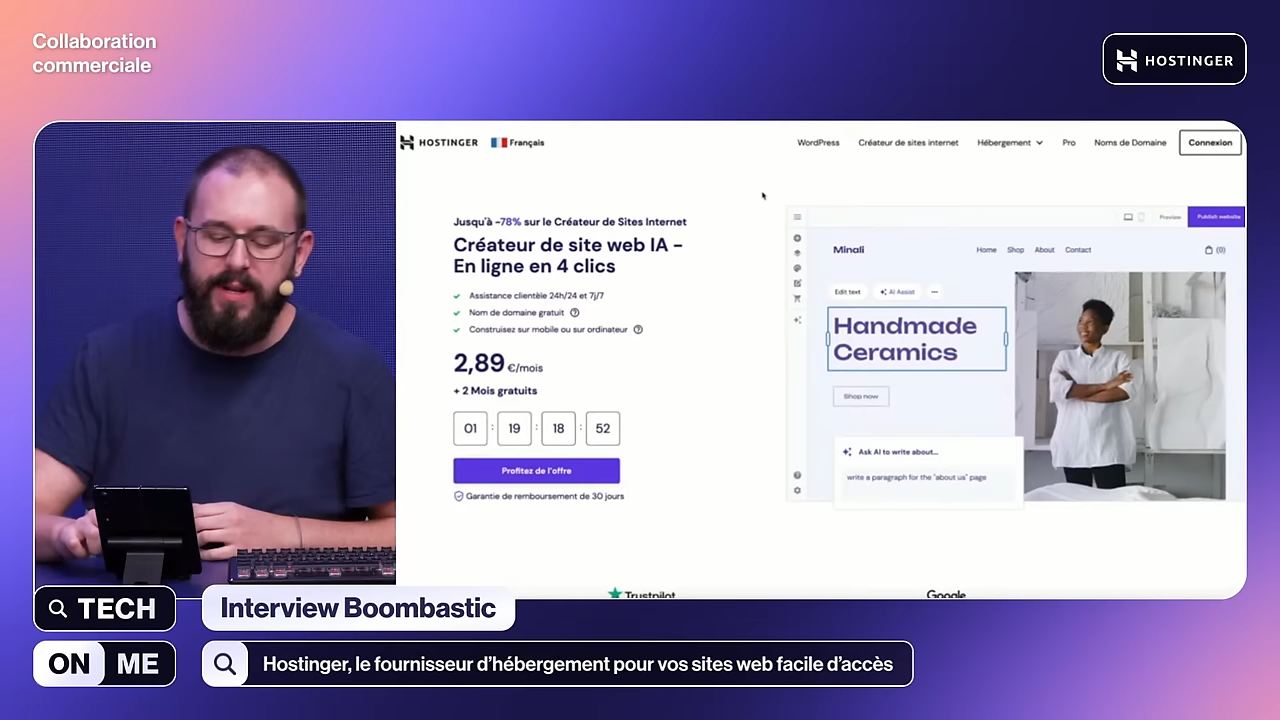 Collaboration
commerciale
HOSTINGER
HOSTINGER
Français
WordPress
Créateur de sites internet
Hébergement
Pro
Noms de Domaine
Connexion
Jusqu'à -78% sur le Créateur de Sites Internet
Créateur de site web IA -
En ligne en 4 clics
Assistance clientèle 24h/24 et 7j/7
Nom de domaine gratuit
Construisez sur mobile ou sur ordinateur
2,89 €/mois
+ 2 Mois gratuits
01 : 19 : 18 : 52
Profitez de l'offre
Garantie de remboursement de 30 jours
Preview
Publish website
Minali
Home
Shop
About
Contact
(0)
Edit text
AI Assist
Handmade
Ceramics
Shop now
Ask AI to write about...
write a paragraph for the "about us" page
Trustpilot
Google
TECH
ON ME
Interview Boombastic
Hostinger, le fournisseur d'hébergement pour vos sites web facile d'accès